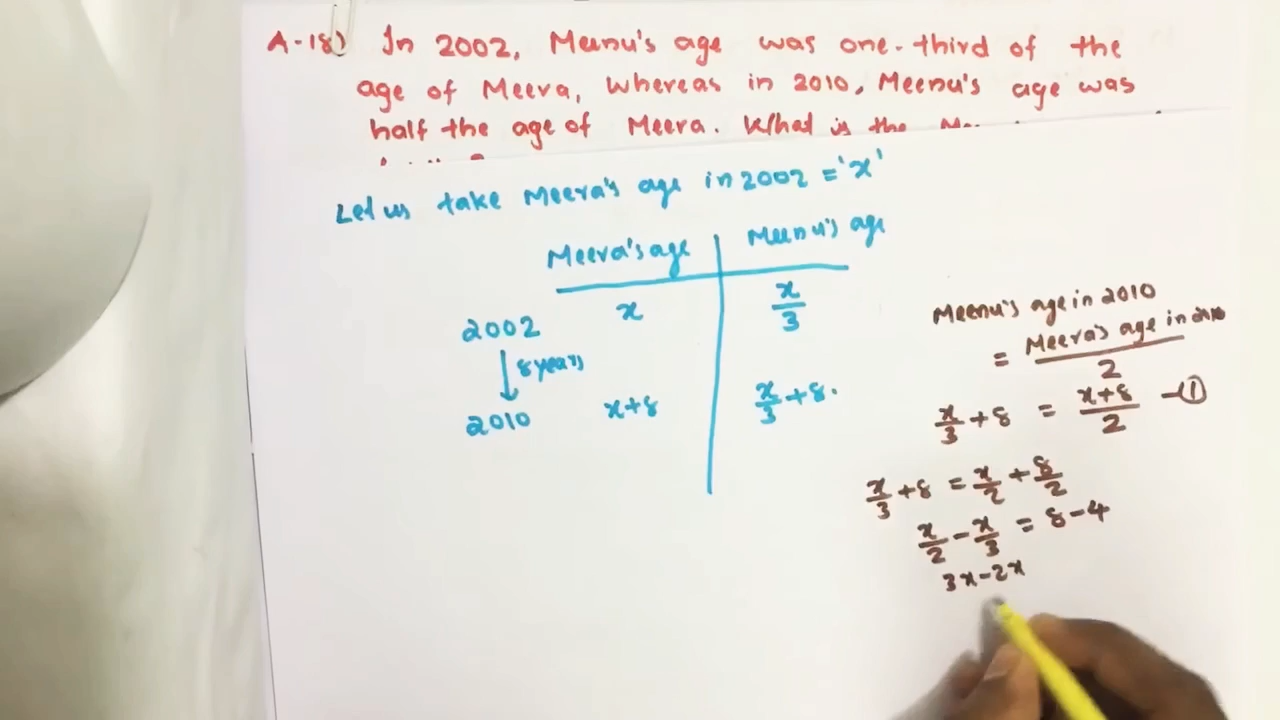 A-18) In 2002, Meenu's age was one-third of the
age of Meera, whereas in 2010, Meenu's age was
half the age of Meera. What is the
Let us take Meera's age in 2002 = 'x'
Meera's age Meenu's age
2002 x x/3
↓ 8 years
2010 x+8 x/3 + 8.
Meenu's age in 2010
= Meera's age in 2010 / 2
x/3 + 8 = x+8/2 -①
x/3 + 8 = x/2 + 8/2
x/2 - x/3 = 8-4
3x-2x